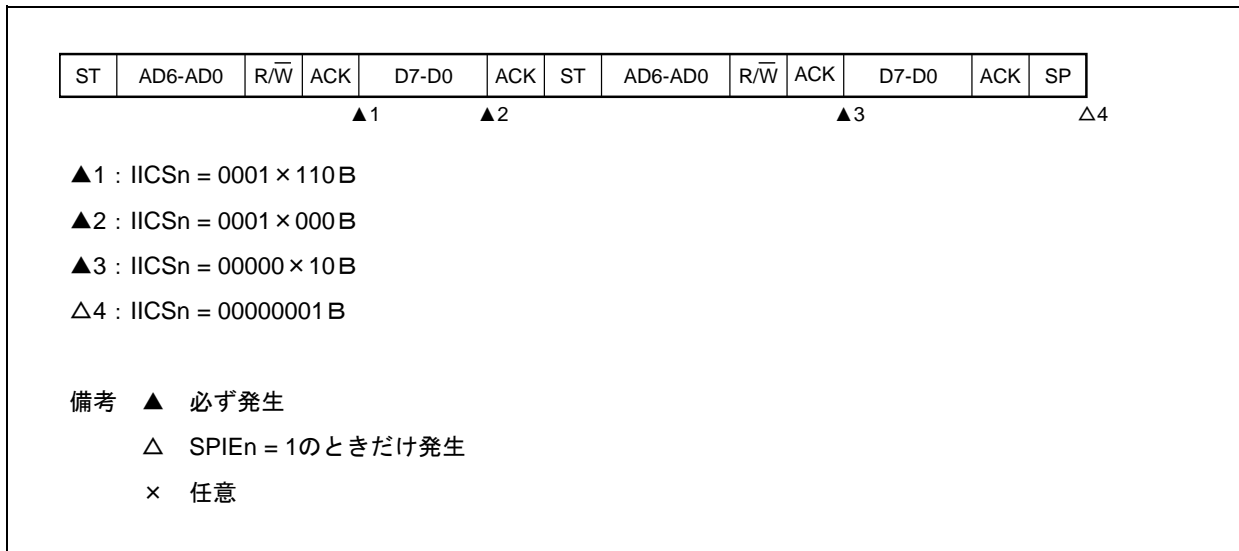 ST AD6-AD0 R/W̅ ACK D7-D0 ACK ST AD6-AD0 R/W̅ ACK D7-D0 ACK SP
▲1 ▲2 ▲3 △4
▲1：IICSn = 0001×110B
▲2：IICSn = 0001×000B
▲3：IICSn = 00000×10B
△4：IICSn = 00000001B
備考 ▲ 必ず発生
△ SPIEn = 1のときだけ発生
× 任意